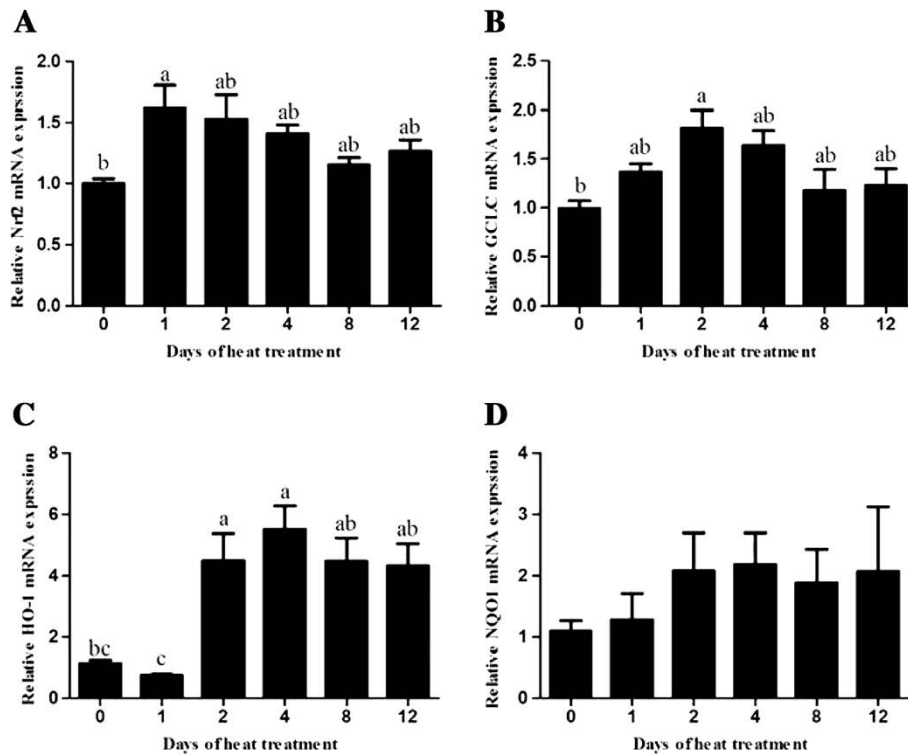 A
Relative Nrf2 mRNA exprssion
2.0
1.5
1.0
0.5
0.0
b
a
ab
ab
ab
ab
0 1 2 4 8 12
Days of heat treatment
B
Relative GCLC mRNA exprssion
2.5
2.0
1.5
1.0
0.5
0.0
b
ab
a
ab
ab
ab
0 1 2 4 8 12
Days of heat treatment
C
Relative HO-1 mRNA exprssion
8
6
4
2
0
bc
c
a
a
ab
ab
0 1 2 4 8 12
Days of heat treatment
D
Relative NQO1 mRNA exprssion
4
3
2
1
0
0 1 2 4 8 12
Days of heat treatment